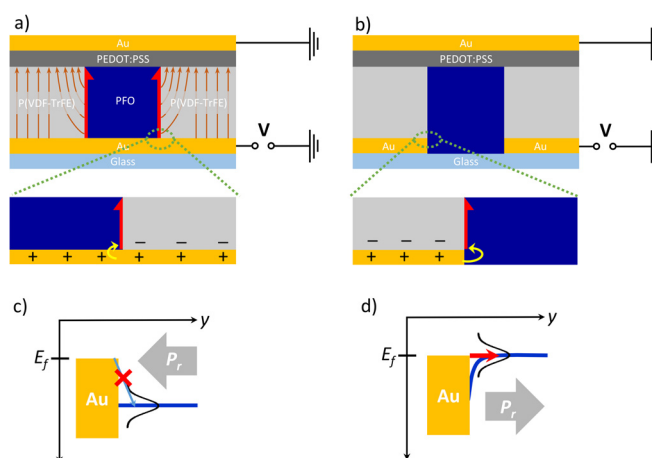 a)
Au
PEDOT:PSS
P(VDF-TrFE)
PFO
P(VDF-TrFE)
Au
Glass
V
− − −
+ + + + + +
b)
Au
PEDOT:PSS
Au
Au
Glass
V
− − −
+ + +
c)
y
E_f
Au
P_r
d)
y
E_f
Au
P_r